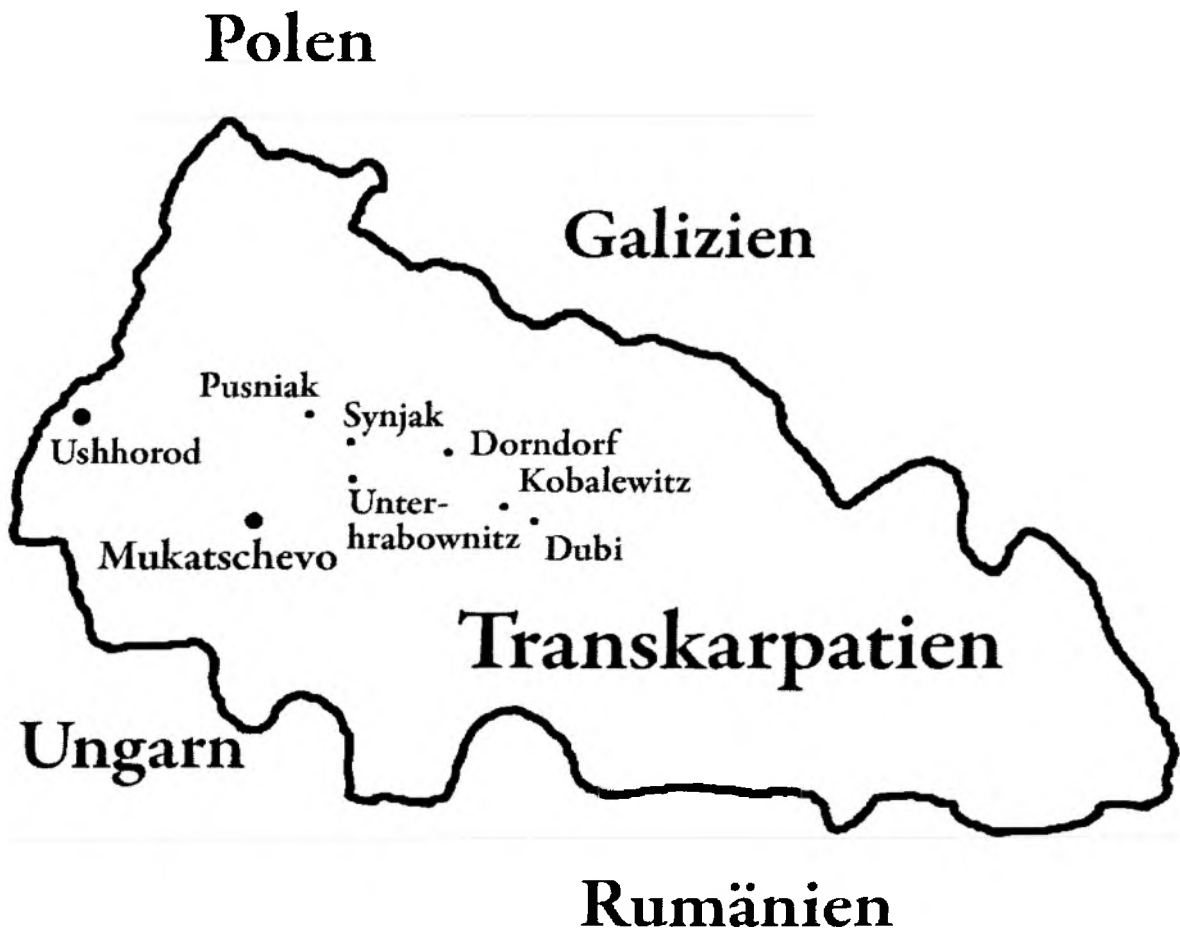 Polen
Galizien
Pusniak
Synjak
Ushhorod
Dorndorf
Kobalewitz
Unter-
hrabownitz
Mukatschevo
Dubi
Transkarpatien
Ungarn
Rumänien